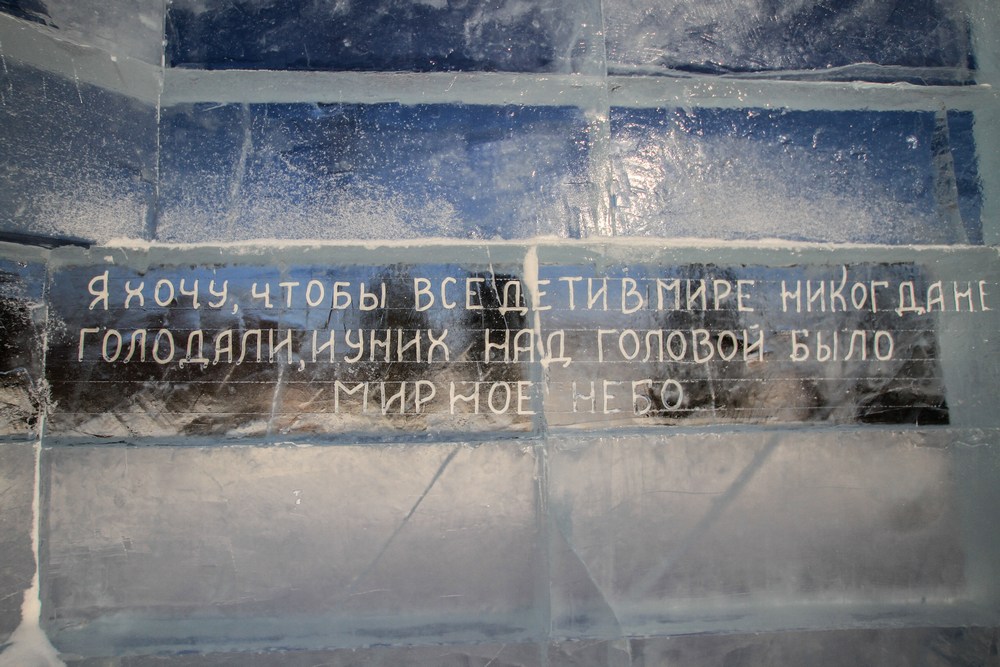 Я ХОЧУ, ЧТОБЫ ВСЕ ДЕТИ В МИРЕ НИКОГДА НЕ
ГОЛОДАЛИ, И У НИХ НАД ГОЛОВОЙ БЫЛО
МИРНОЕ НЕБО